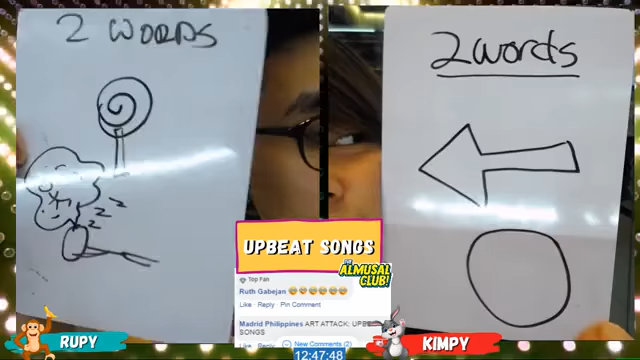 2 WORDS
2 words
z
z
z
UPBEAT SONGS
ALMUSAL
CLUB!
Top Fan
Ruth Gabejan
Like · Reply · Pin Comment
Madrid Philippines ART ATTACK: UPBE
SONGS
Like · Reply
New Comments (2)
12:47:48
RUPY
KIMPY